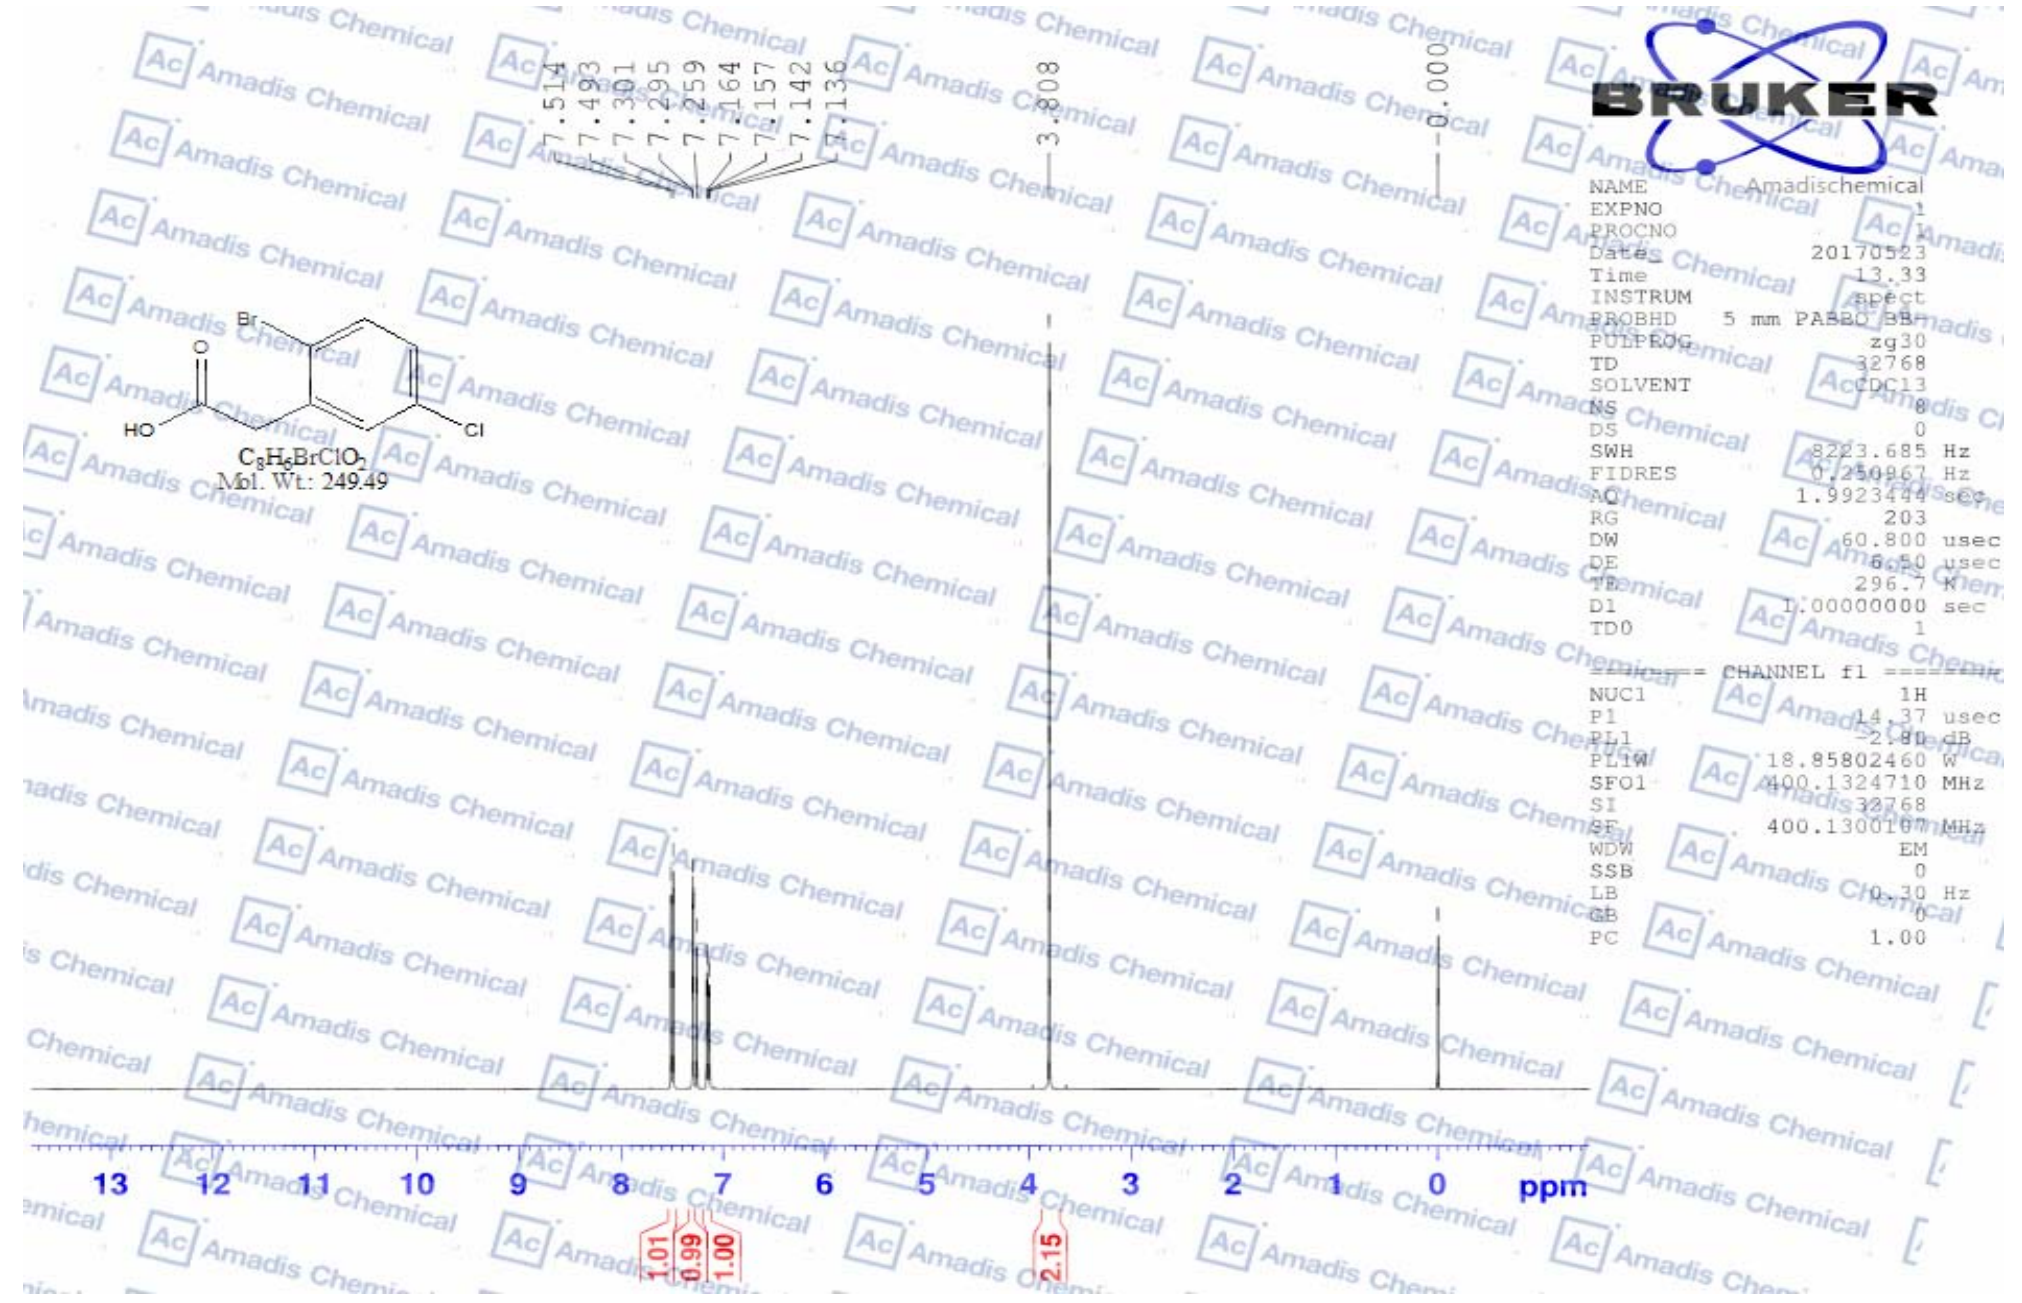 7.514
7.493
7.301
7.295
7.259
7.164
7.157
7.142
7.136
3.808
-0.000
BRUKER
NAME Amadischemical
EXPNO 1
PROCNO 1
Date_ 20170523
Time 13.33
INSTRUM spect
PROBHD 5 mm PABBO BB-
PULPROG zg30
TD 32768
SOLVENT CDCl3
NS 8
DS 0
SWH 8223.685 Hz
FIDRES 0.250967 Hz
AQ 1.9923444 sec
RG 203
DW 60.800 usec
DE 6.50 usec
TE 296.7 K
D1 1.00000000 sec
TD0 1
======== CHANNEL f1 ========
NUC1 1H
P1 14.37 usec
PL1 -2.80 dB
PL1W 18.85802460 W
SFO1 400.1324710 MHz
SI 32768
SF 400.1300107 MHz
WDW EM
SSB 0
LB 0.30 Hz
GB 0
PC 1.00
Br
O
HO
Cl
C8H6BrClO2
Mol. Wt.: 249.49
13 12 11 10 9 8 7 6 5 4 3 2 1 0 ppm
1.01
0.99
1.00
2.15
Ac Amadis Chemical